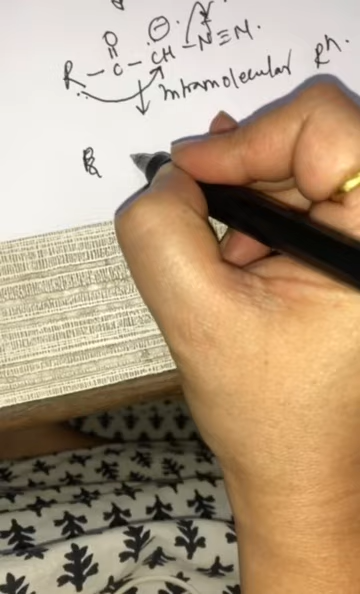 O
||
R – C – CH – N ≡ N.
⊖
Intramolecular Rn.
R